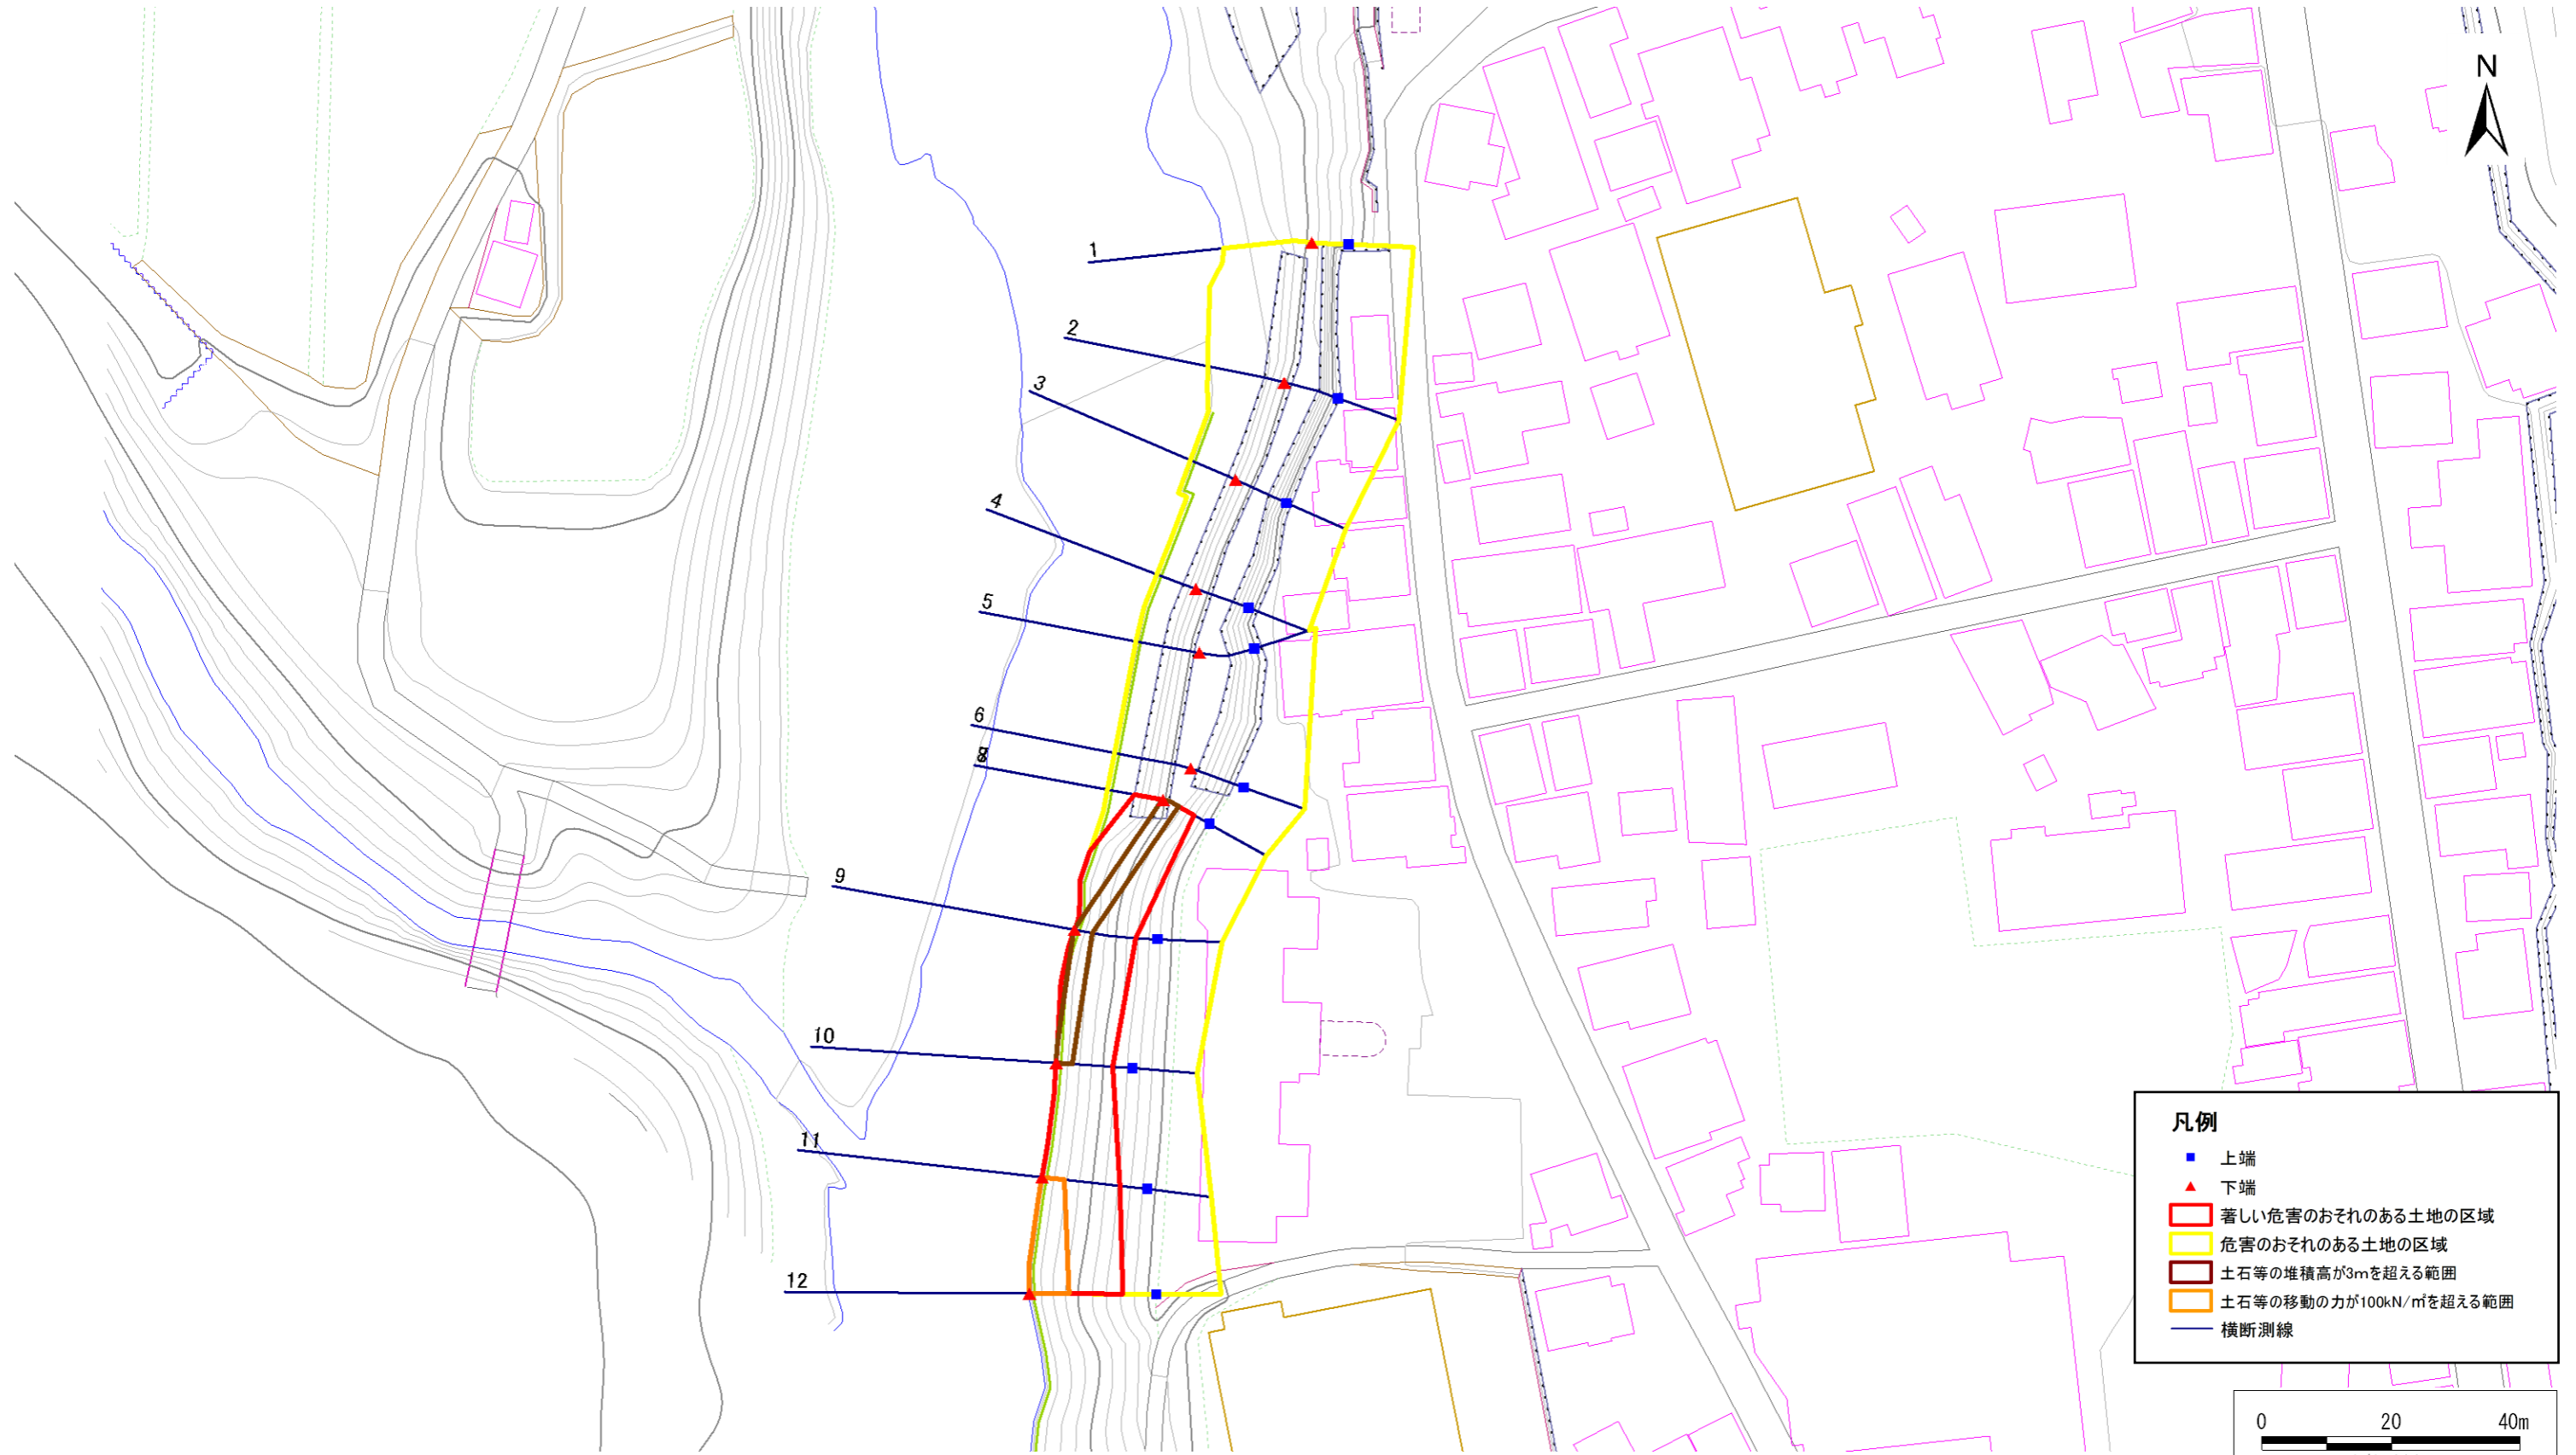 N
1
2
3
4
5
6
8
9
10
11
12
凡例
上端
下端
著しい危害のおそれのある土地の区域
危害のおそれのある土地の区域
土石等の堆積高が3mを超える範囲
土石等の移動の力が100kN/㎡を超える範囲
横断測線
0 20 40m